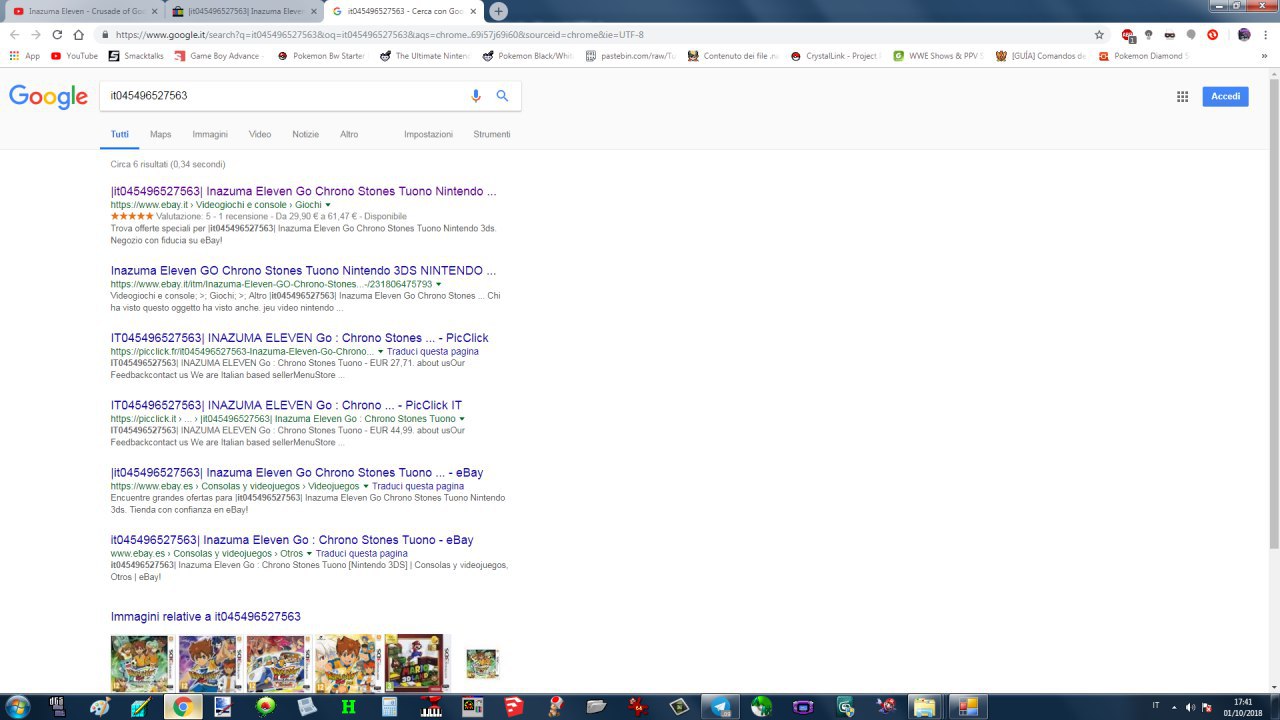 Inazuma Eleven - Crusade of Go
|it045496527563| Inazuma Eleven
it045496527563 - Cerca con Goo
https://www.google.it/search?q=it045496527563&oq=it045496527563&aqs=chrome..69i57j69i60&sourceid=chrome&ie=UTF-8
App YouTube Smacktalks Game Boy Advance - Pokemon Bw Starter The Ultimate Nintend Pokemon Black/Whit pastebin.com/raw/Tu Contenuto dei file .na CrystalLink - Project WWE Shows & PPV S [GUÍA] Comandos de Pokemon Diamond S »
Google it045496527563 Accedi
Tutti Maps Immagini Video Notizie Altro Impostazioni Strumenti
Circa 6 risultati (0,34 secondi)
|it045496527563| Inazuma Eleven Go Chrono Stones Tuono Nintendo ...
https://www.ebay.it › Videogiochi e console › Giochi
Valutazione: 5 - 1 recensione - Da 29,90 € a 61,47 € - Disponibile
Trova offerte speciali per |it045496527563| Inazuma Eleven Go Chrono Stones Tuono Nintendo 3ds.
Negozio con fiducia su eBay!
Inazuma Eleven GO Chrono Stones Tuono Nintendo 3DS NINTENDO ...
https://www.ebay.it/itm/Inazuma-Eleven-GO-Chrono-Stones...-/231806475793
Videogiochi e console; >; Giochi; >; Altro |it045496527563| Inazuma Eleven Go Chrono Stones ... Chi
ha visto questo oggetto ha visto anche. jeu video nintendo ...
IT045496527563| INAZUMA ELEVEN Go : Chrono Stones ... - PicClick
https://picclick.fr/it045496527563-Inazuma-Eleven-Go-Chrono... Traduci questa pagina
IT045496527563| INAZUMA ELEVEN Go : Chrono Stones Tuono - EUR 27,71. about usOur
Feedbackcontact us We are Italian based sellerMenuStore ...
IT045496527563| INAZUMA ELEVEN Go : Chrono ... - PicClick IT
https://picclick.it › ... › |it045496527563| Inazuma Eleven Go : Chrono Stones Tuono
IT045496527563| INAZUMA ELEVEN Go : Chrono Stones Tuono - EUR 44,99. about usOur
Feedbackcontact us We are Italian based sellerMenuStore ...
|it045496527563| Inazuma Eleven Go Chrono Stones Tuono ... - eBay
https://www.ebay.es › Consolas y videojuegos › Videojuegos Traduci questa pagina
Encuentre grandes ofertas para |it045496527563| Inazuma Eleven Go Chrono Stones Tuono Nintendo
3ds. Tienda con confianza en eBay!
it045496527563| Inazuma Eleven Go : Chrono Stones Tuono - eBay
www.ebay.es › Consolas y videojuegos › Otros Traduci questa pagina
it045496527563| Inazuma Eleven Go : Chrono Stones Tuono [Nintendo 3DS] | Consolas y videojuegos,
Otros | eBay!
Immagini relative a it045496527563
IT 17:41
01/10/2018